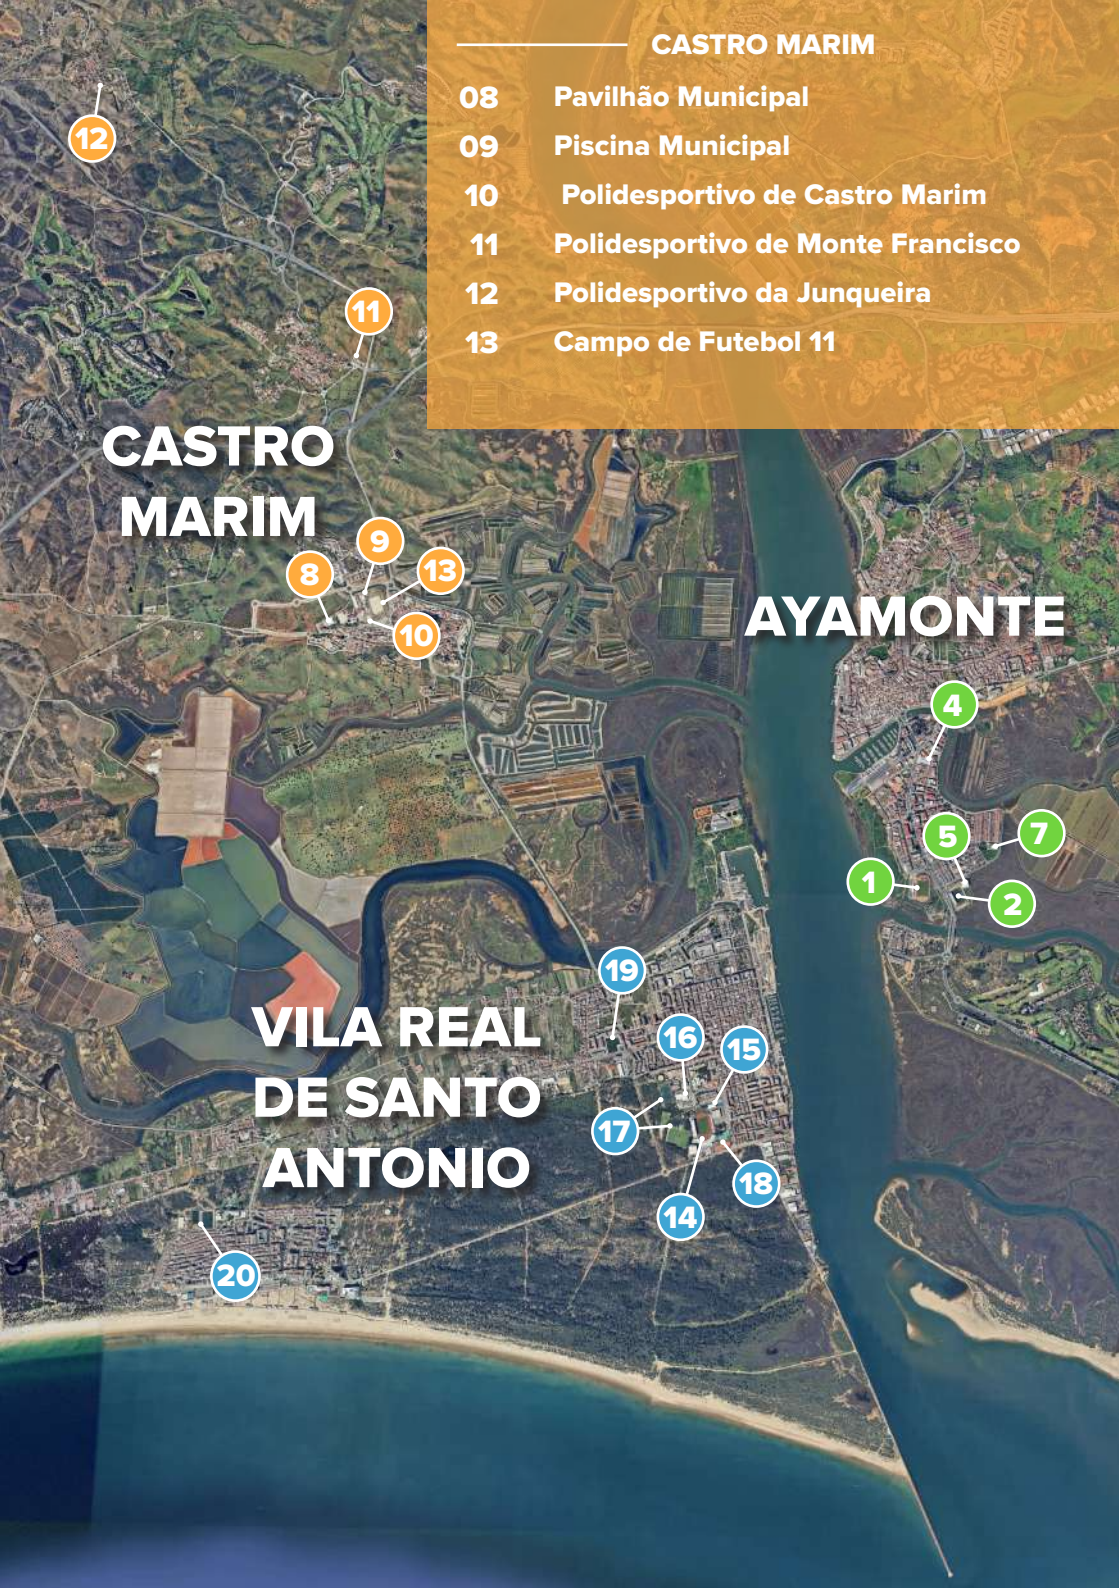 CASTRO MARIM
08 Pavilhão Municipal
09 Piscina Municipal
10 Polidesportivo de Castro Marim
11 Polidesportivo de Monte Francisco
12 Polidesportivo da Junqueira
13 Campo de Futebol 11
12
11
CASTRO
MARIM
9
8
13
10
AYAMONTE
4
5
7
1
2
19
VILA REAL
DE SANTO
ANTONIO
16
15
17
18
14
20